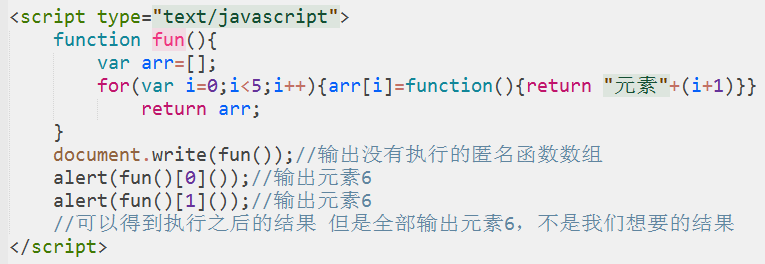 <script type="text/javascript">
    function fun(){
        var arr=[];
        for(var i=0;i<5;i++){arr[i]=function(){return "元素"+(i+1)}}
            return arr;
    }
    document.write(fun());//输出没有执行的匿名函数数组
    alert(fun()[0]());//输出元素6
    alert(fun()[1]());//输出元素6
    //可以得到执行之后的结果 但是全部输出元素6，不是我们想要的结果
</script>